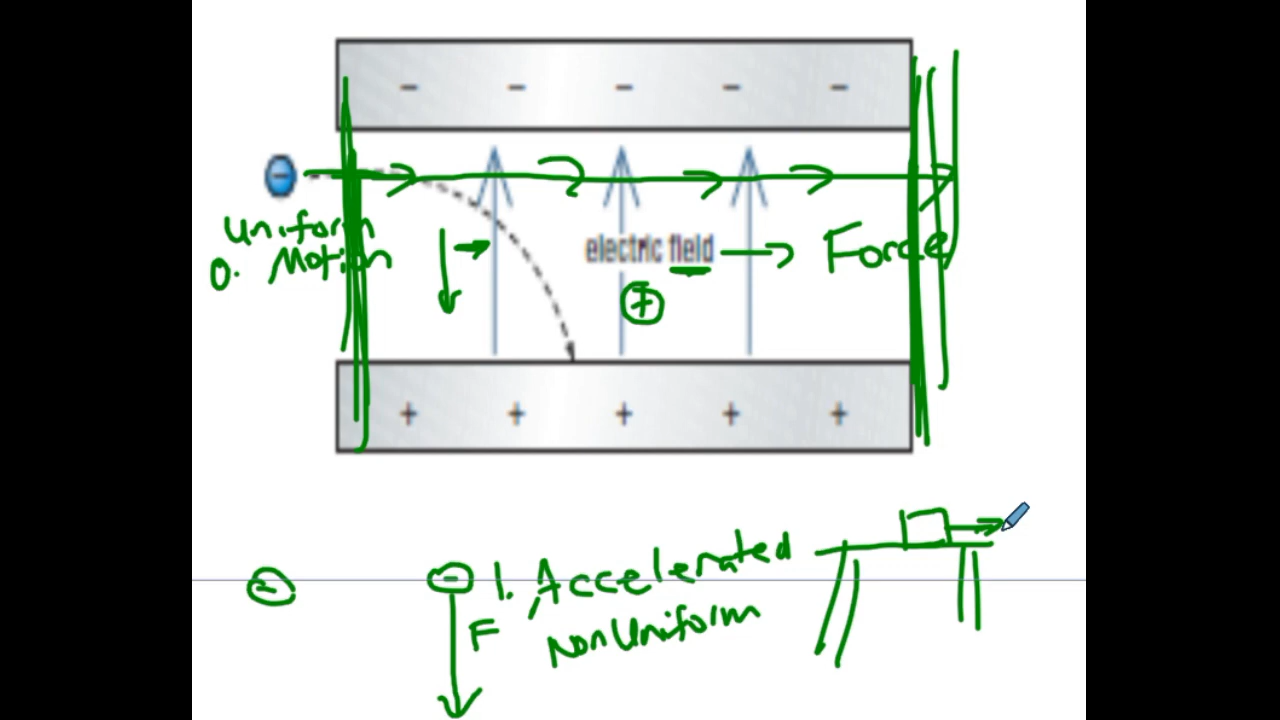 - - - - -
-
Uniform
0. Motion
electric field → Force
+
+ + + + +
-
- 1. Accelerated
F
NonUniform